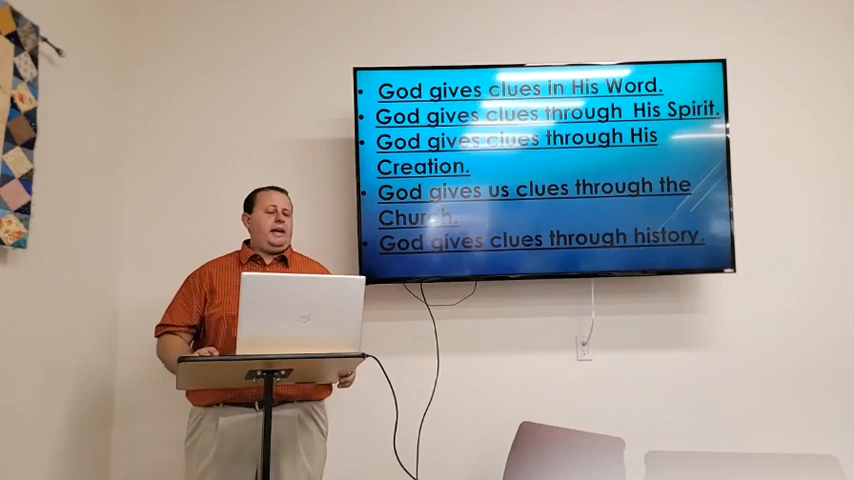 • God gives clues in His Word.
• God gives clues through His Spirit.
• God gives clues through His
Creation.
• God gives us clues through the
Church.
• God gives clues through history.
DELL